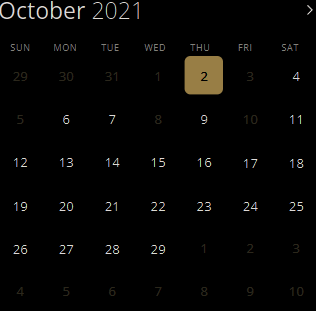 October 2021
SUN MON TUE WED THU FRI SAT
29 30 31 1 2 3 4
5 6 7 8 9 10 11
12 13 14 15 16 17 18
19 20 21 22 23 24 25
26 27 28 29 1 2 3
4 5 6 7 8 9 10